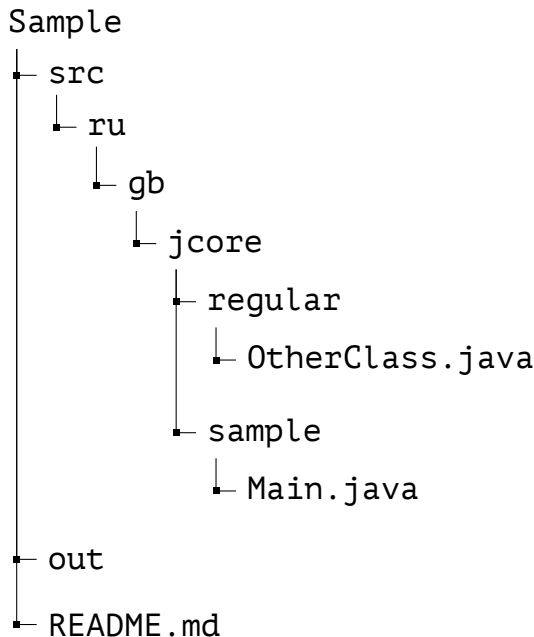 Sample
src
ru
gb
jcore
regular
OtherClass.java
sample
Main.java
out
README.md